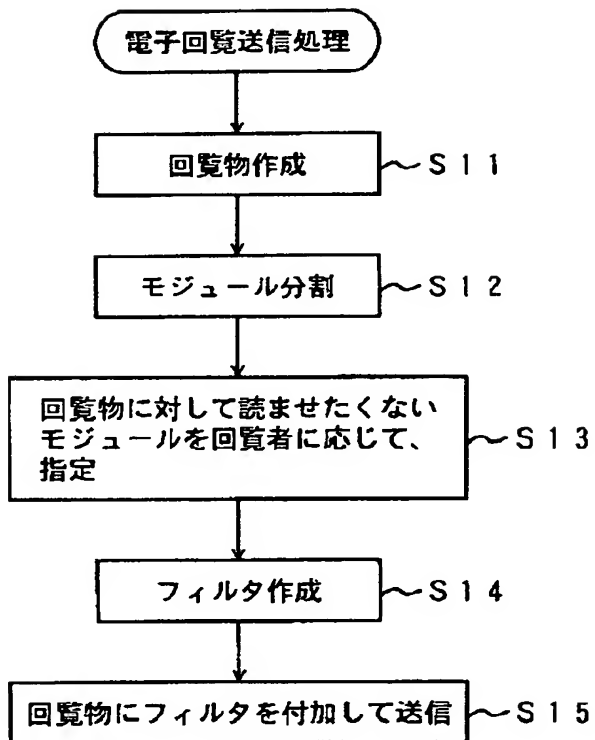 電子回覧送信処理
回覧物作成 S11
モジュール分割 S12
回覧物に対して読ませたくない
モジュールを回覧者に応じて、 S13
指定
フィルタ作成 S14
回覧物にフィルタを付加して送信 S15